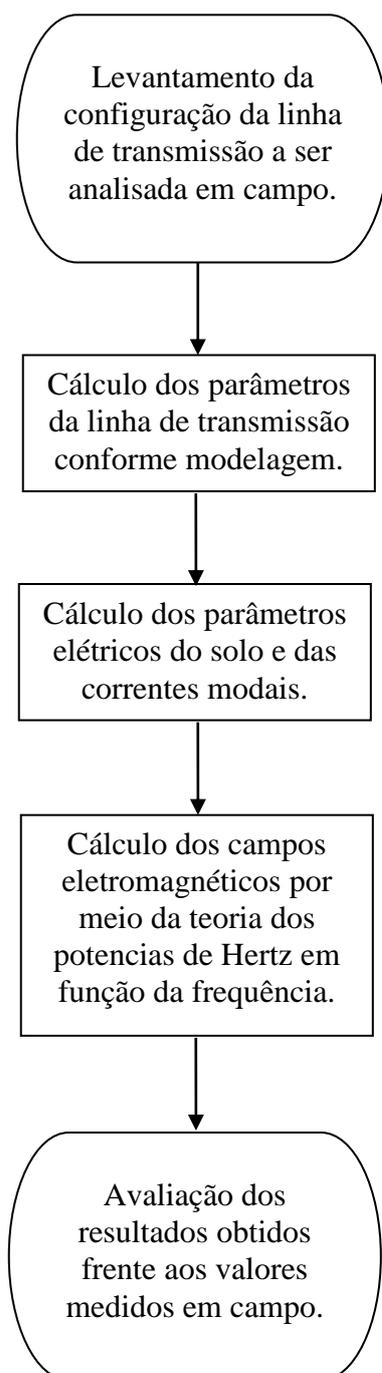 Levantamento da
configuração da linha
de transmissão a ser
analisada em campo.
Cálculo dos parâmetros
da linha de transmissão
conforme modelagem.
Cálculo dos parâmetros
elétricos do solo e das
correntes modais.
Cálculo dos campos
eletromagnéticos por
meio da teoria dos
potencias de Hertz em
função da frequência.
Avaliação dos
resultados obtidos
frente aos valores
medidos em campo.